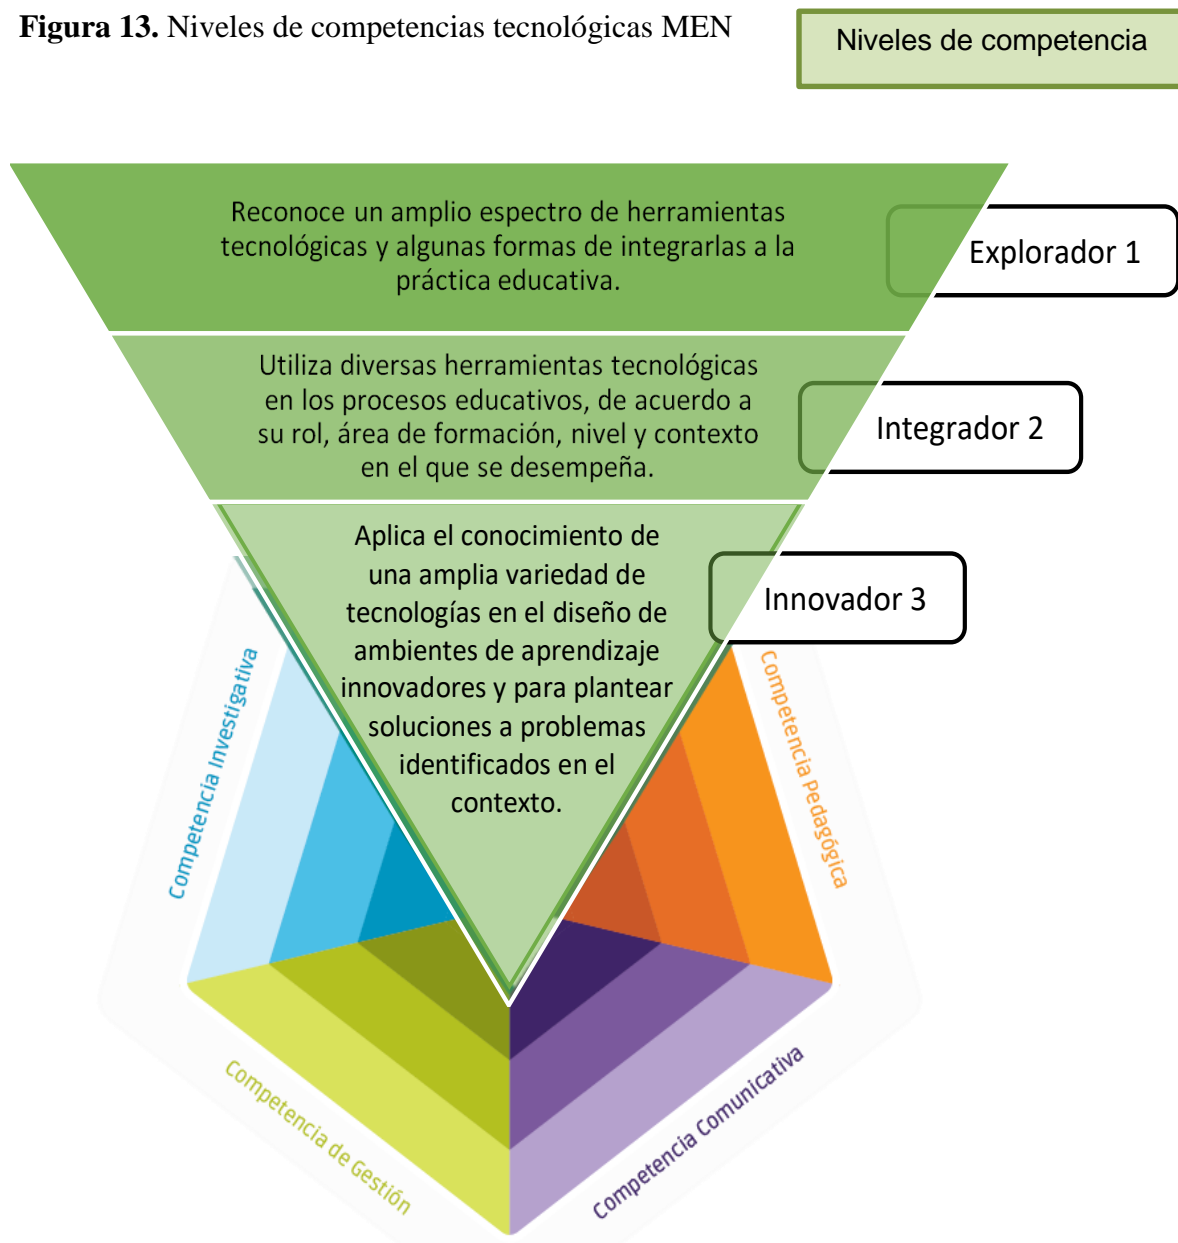 Figura 13. Niveles de competencias tecnológicas MEN
Niveles de competencia
Reconoce un amplio espectro de herramientas
tecnológicas y algunas formas de integrarlas a la
práctica educativa.
Explorador 1
Utiliza diversas herramientas tecnológicas
en los procesos educativos, de acuerdo a
su rol, área de formación, nivel y contexto
en el que se desempeña.
Integrador 2
Aplica el conocimiento de
una amplia variedad de
tecnologías en el diseño de
ambientes de aprendizaje
innovadores y para plantear
soluciones a problemas
identificados en el
contexto.
Innovador 3
Competencia Investigativa
Competencia Pedagógica
Competencia de Gestión
Competencia Comunicativa